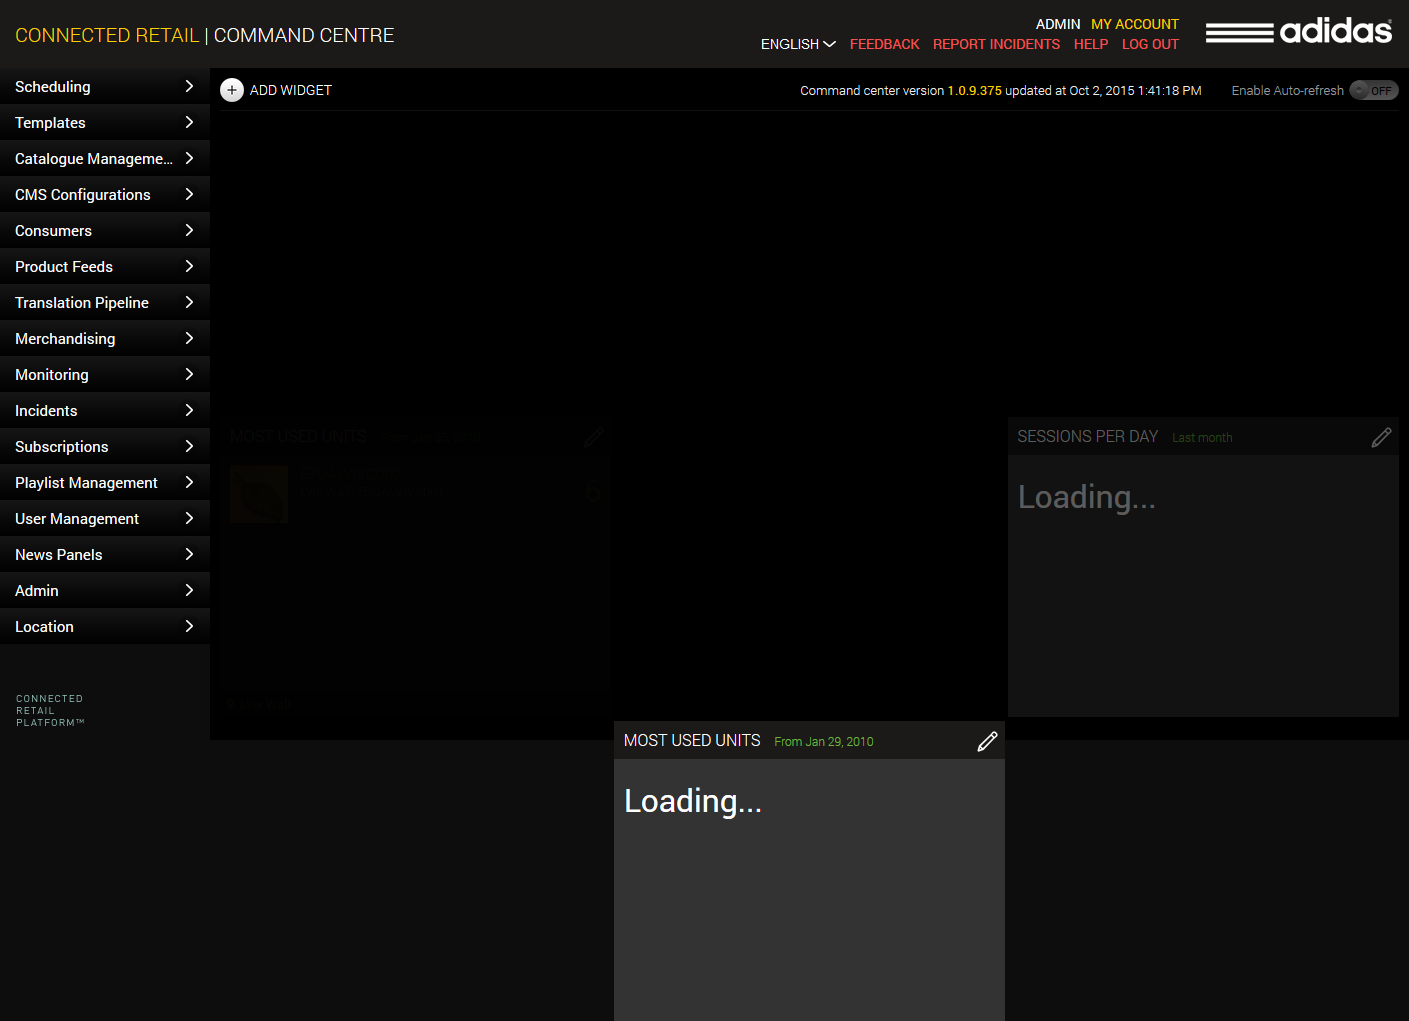 CONNECTED RETAIL | COMMAND CENTRE
ADMIN MY ACCOUNT
ENGLISH FEEDBACK REPORT INCIDENTS HELP LOG OUT
adidas
Scheduling
Templates
Catalogue Manageme...
CMS Configurations
Consumers
Product Feeds
Translation Pipeline
Merchandising
Monitoring
Incidents
Subscriptions
Playlist Management
User Management
News Panels
Admin
Location
CONNECTED
RETAIL
PLATFORM™
ADD WIDGET
Command center version 1.0.9.375 updated at Oct 2, 2015 1:41:18 PM
Enable Auto-refresh OFF
MOST USED UNITS
6
SESSIONS PER DAY Last month
Loading...
MOST USED UNITS From Jan 29, 2010
Loading...